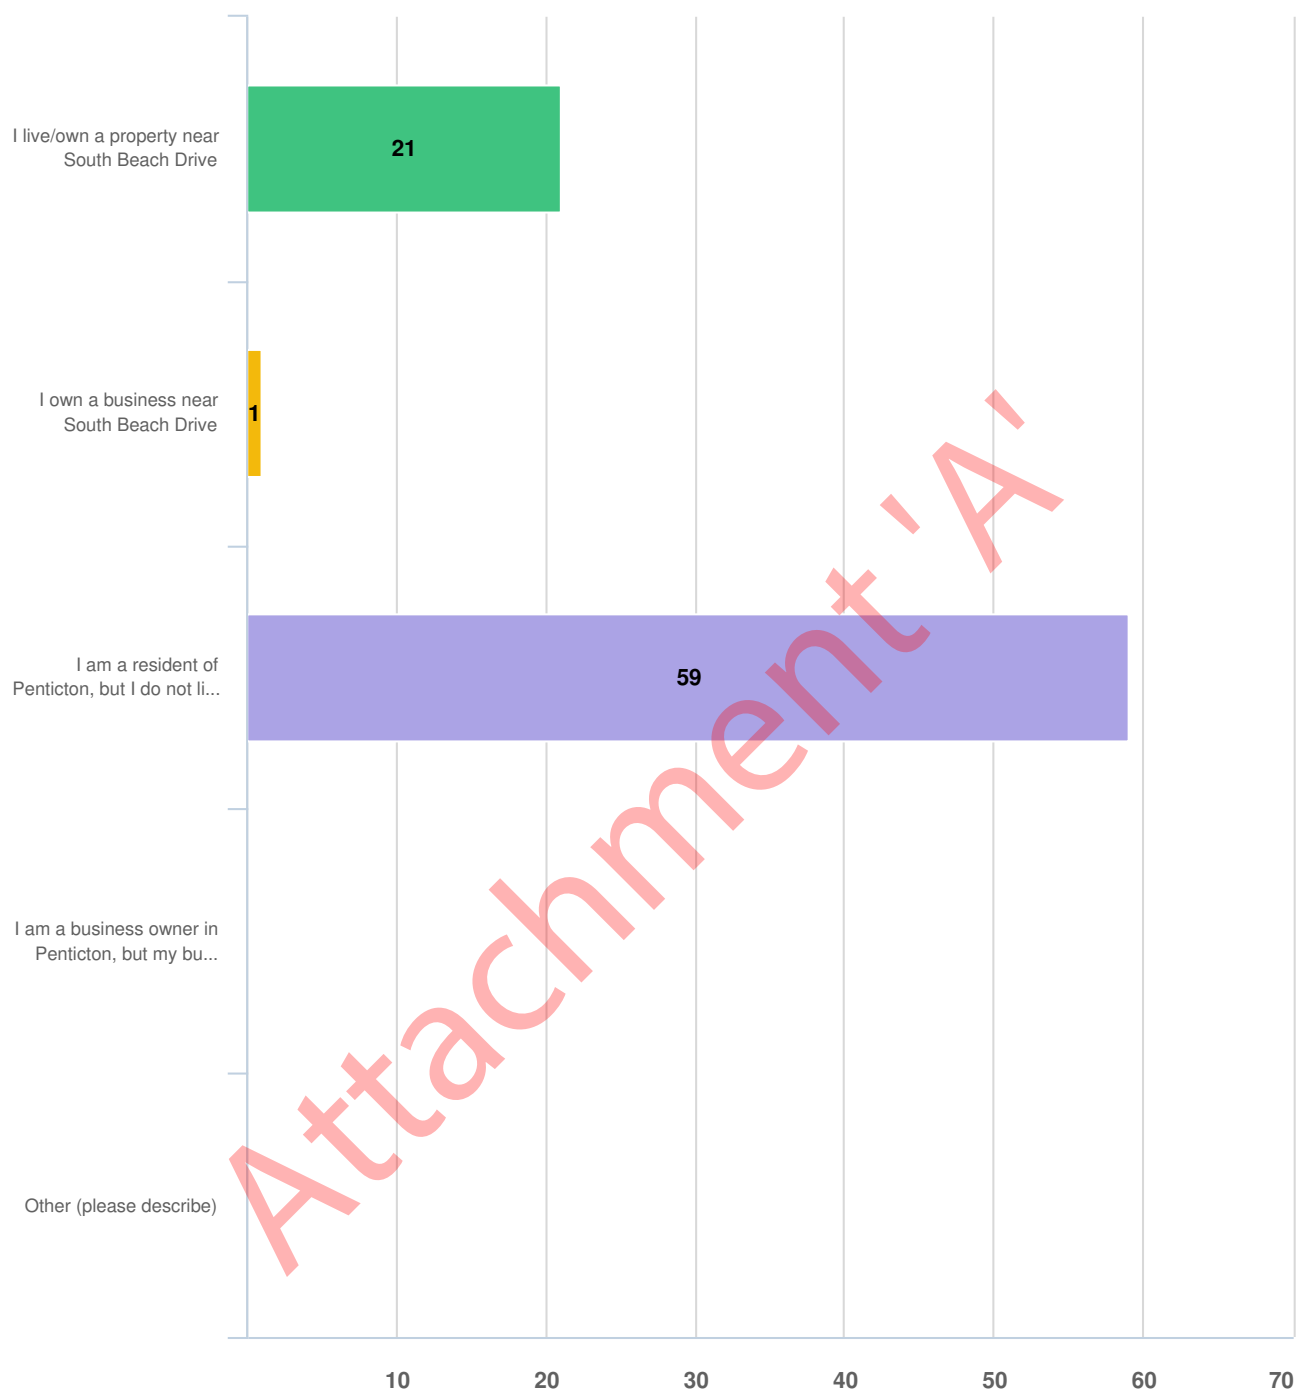 I live/own a property near
South Beach Drive
21
I own a business near
South Beach Drive
1
I am a resident of
Penticton, but I do not li...
59
I am a business owner in
Penticton, but my bu...
Other (please describe)
10 20 30 40 50 60 70
Attachment 'A'